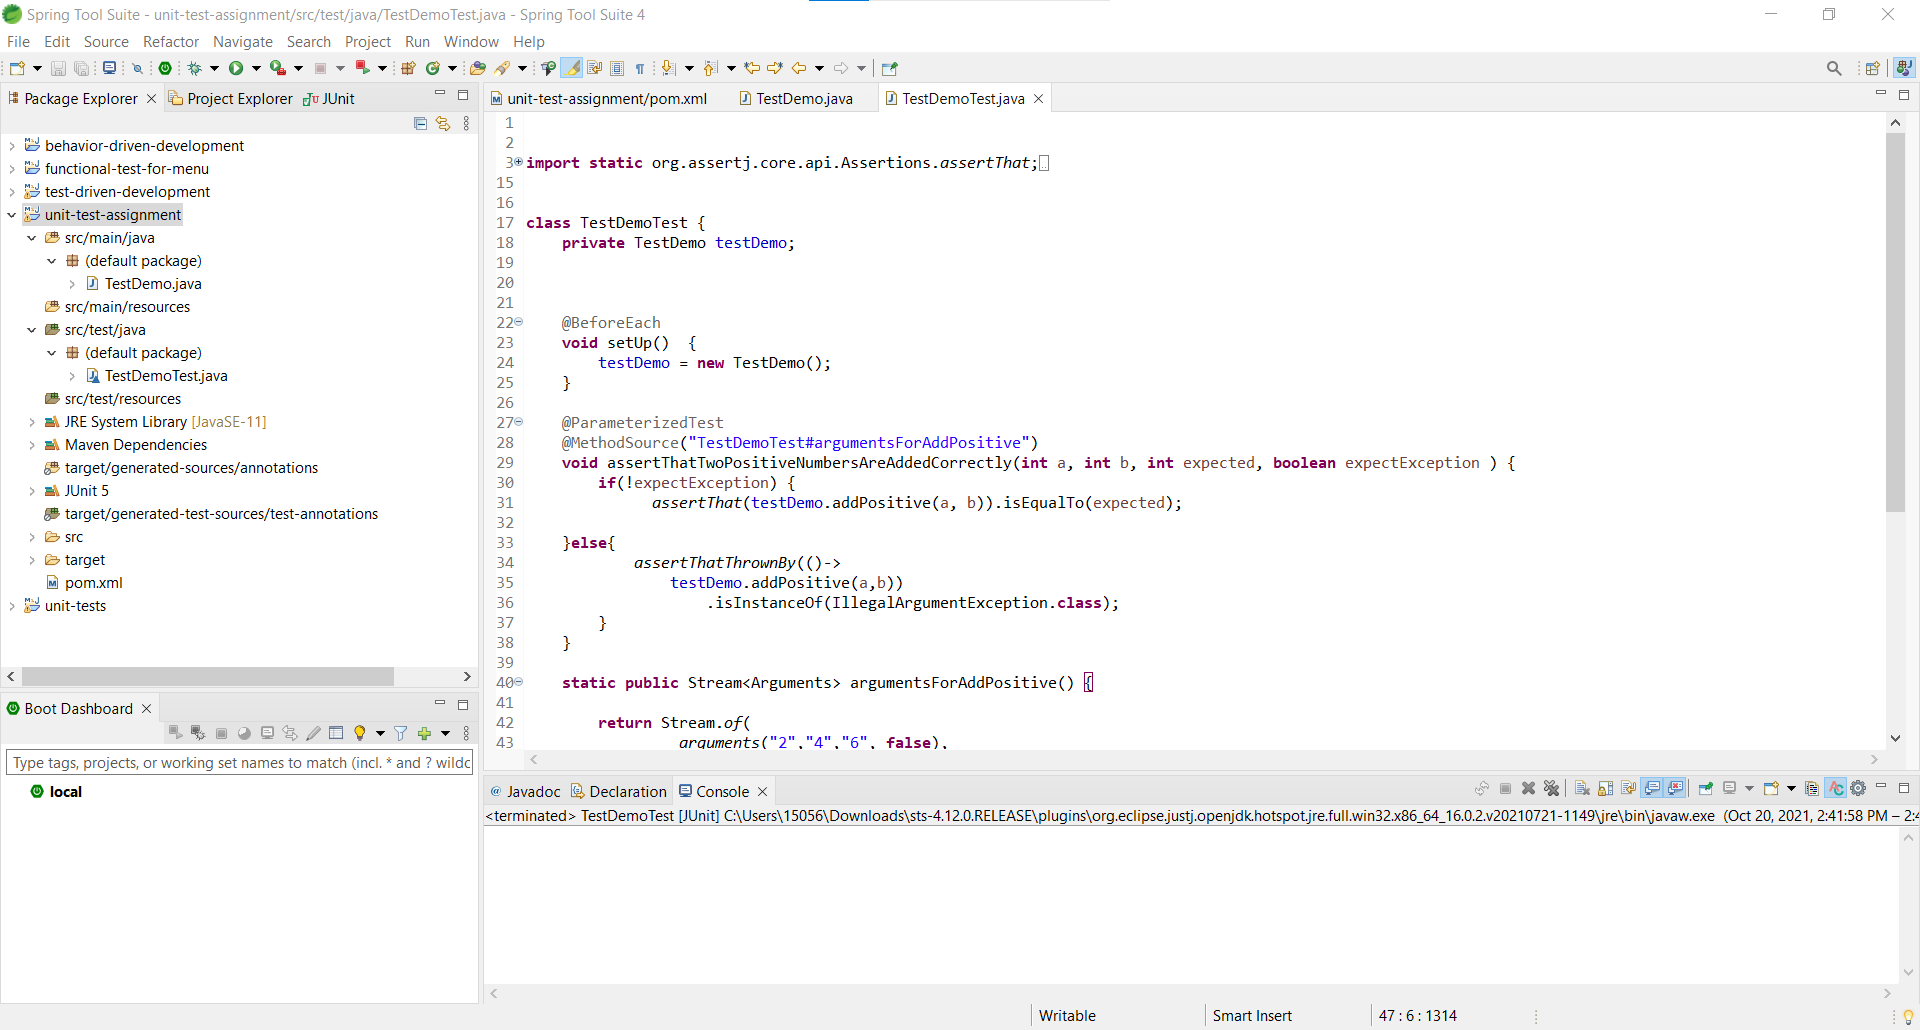 Spring Tool Suite - unit-test-assignment/src/test/java/TestDemoTest.java - Spring Tool Suite 4
File Edit Source Refactor Navigate Search Project Run Window Help
Package Explorer
Project Explorer
JUnit
behavior-driven-development
functional-test-for-menu
test-driven-development
unit-test-assignment
src/main/java
(default package)
TestDemo.java
src/main/resources
src/test/java
(default package)
TestDemoTest.java
src/test/resources
JRE System Library [JavaSE-11]
Maven Dependencies
target/generated-sources/annotations
JUnit 5
target/generated-test-sources/test-annotations
src
target
pom.xml
unit-tests
Boot Dashboard
Type tags, projects, or working set names to match (incl. * and ? wildc
local
unit-test-assignment/pom.xml
TestDemo.java
TestDemoTest.java
1
2
3 import static org.assertj.core.api.Assertions.assertThat;
15
16
17 class TestDemoTest {
18 private TestDemo testDemo;
19
20
21
22 @BeforeEach
23 void setUp()  {
24 testDemo = new TestDemo();
25 }
26
27 @ParameterizedTest
28 @MethodSource("TestDemoTest#argumentsForAddPositive")
29 void assertThatTwoPositiveNumbersAreAddedCorrectly(int a, int b, int expected, boolean expectException ) {
30 if(!expectException) {
31 assertThat(testDemo.addPositive(a, b)).isEqualTo(expected);
32
33 }else{
34 assertThatThrownBy(()->
35 testDemo.addPositive(a,b))
36 .isInstanceOf(IllegalArgumentException.class);
37 }
38 }
39
40 static public Stream<Arguments> argumentsForAddPositive() {
41
42 return Stream.of(
43 arguments("2","4","6", false),
Javadoc
Declaration
Console
<terminated> TestDemoTest [JUnit] C:\Users\15056\Downloads\sts-4.12.0.RELEASE\plugins\org.eclipse.justj.openjdk.hotspot.jre.full.win32.x86_64_16.0.2.v20210721-1149\jre\bin\javaw.exe (Oct 20, 2021, 2:41:58 PM – 2:4
Writable
Smart Insert
47 : 6 : 1314